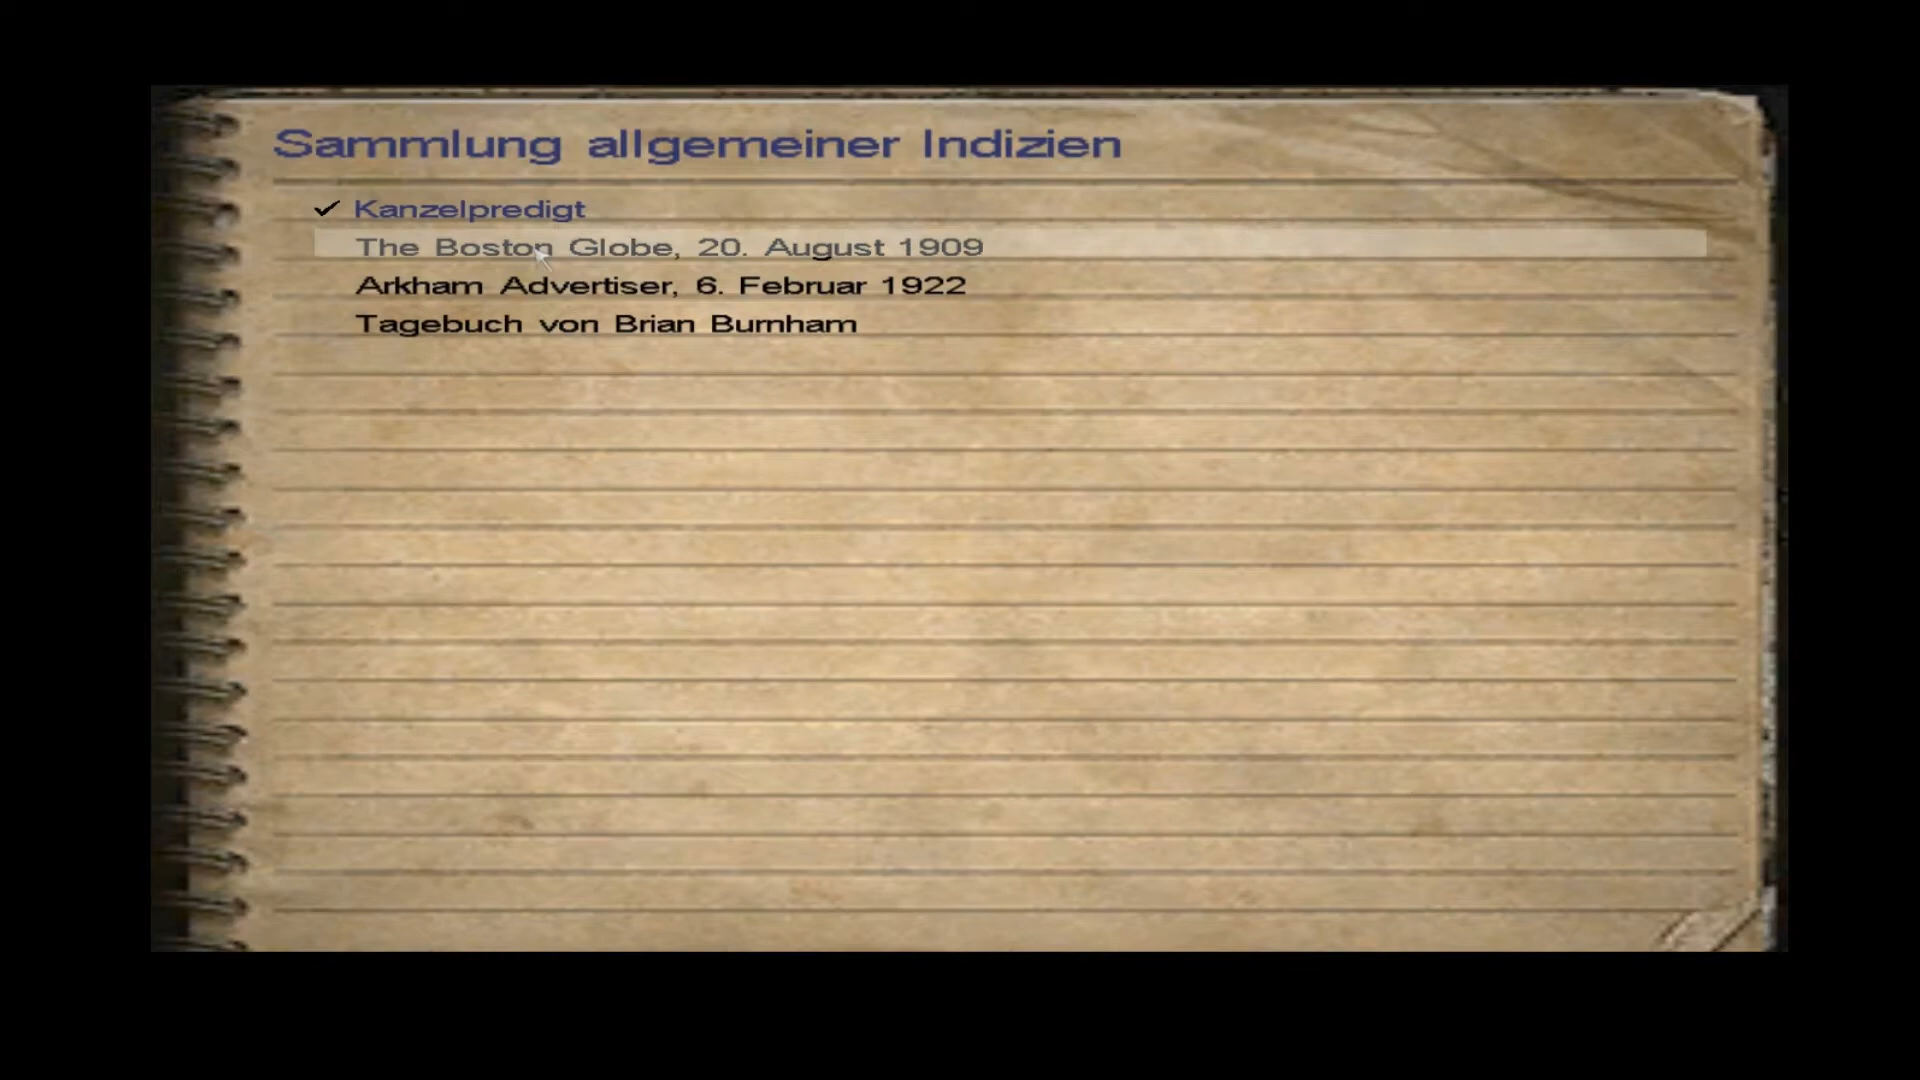 Sammlung allgemeiner Indizien
Kanzelpredigt
The Boston Globe, 20. August 1909
Arkham Advertiser, 6. Februar 1922
Tagebuch von Brian Burnham